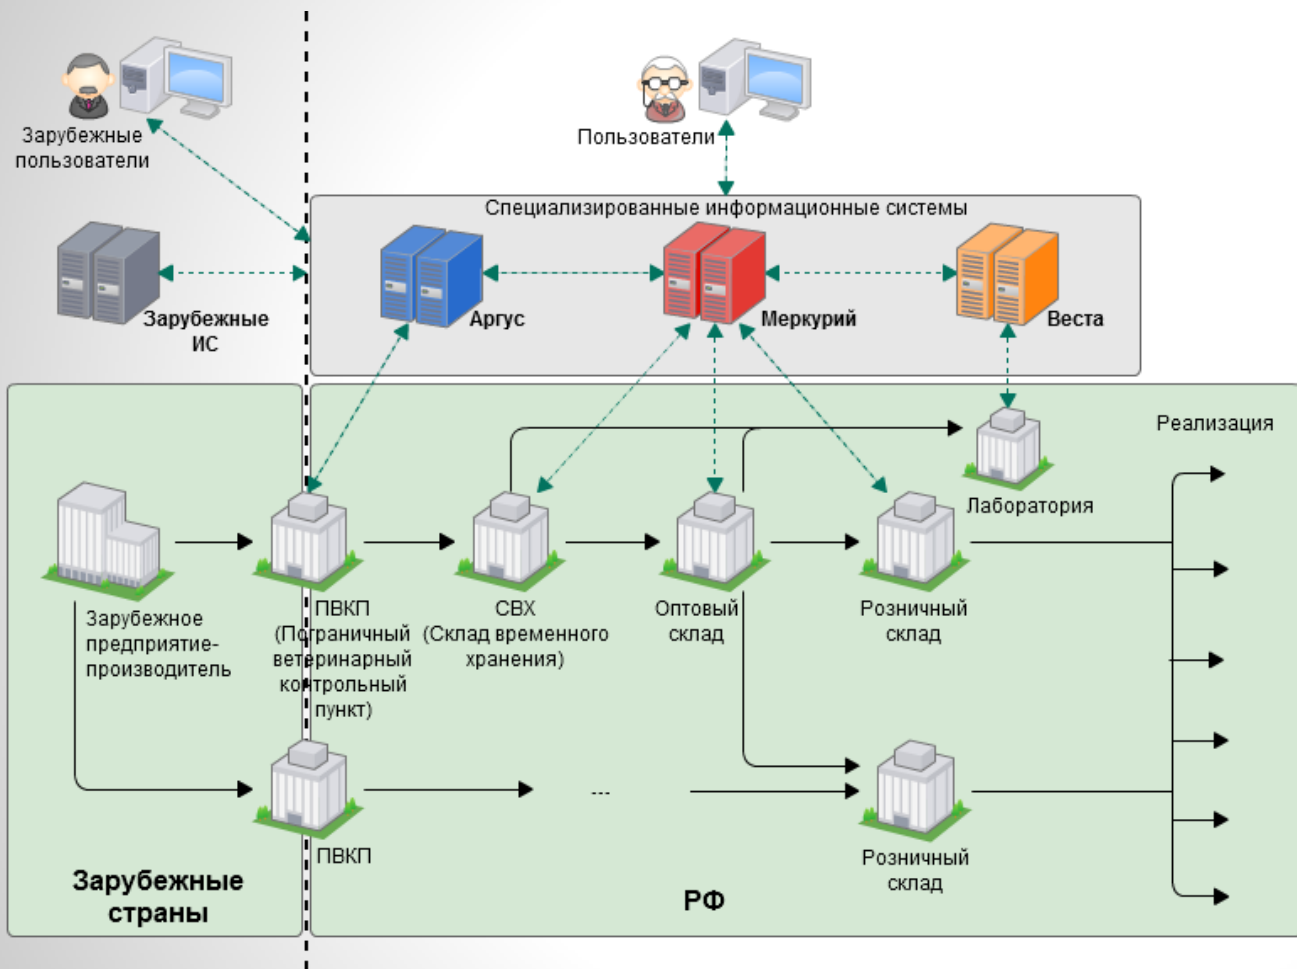 Зарубежные
пользователи
Пользователи
Специализированные информационные системы
Зарубежные
ИС
Аргус
Меркурий
Веста
Реализация
Лаборатория
Зарубежное
предприятие-
производитель
ПВКП
(Пограничный
ветеринарный
контрольный
пункт)
СВХ
(Склад временного
хранения)
Оптовый
склад
Розничный
склад
...
ПВКП
Розничный
склад
Зарубежные
страны
РФ